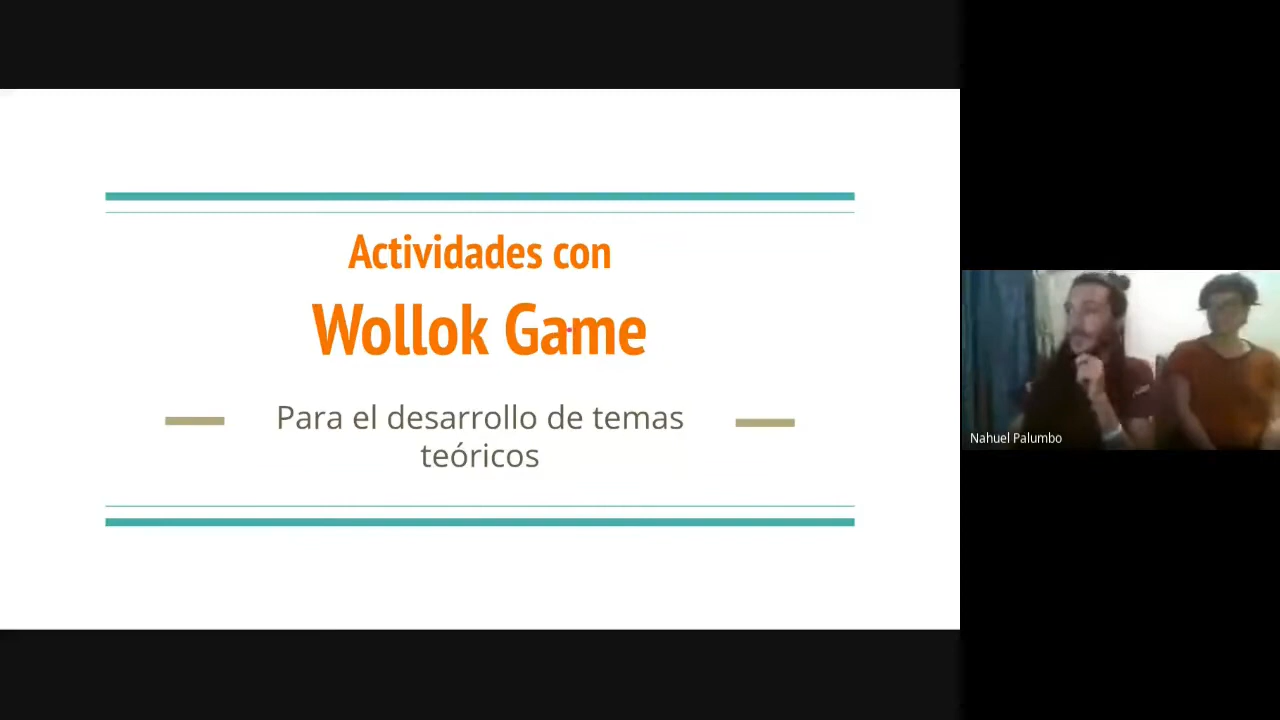 Actividades con
Wollok Game
Para el desarrollo de temas
teóricos
Nahuel Palumbo